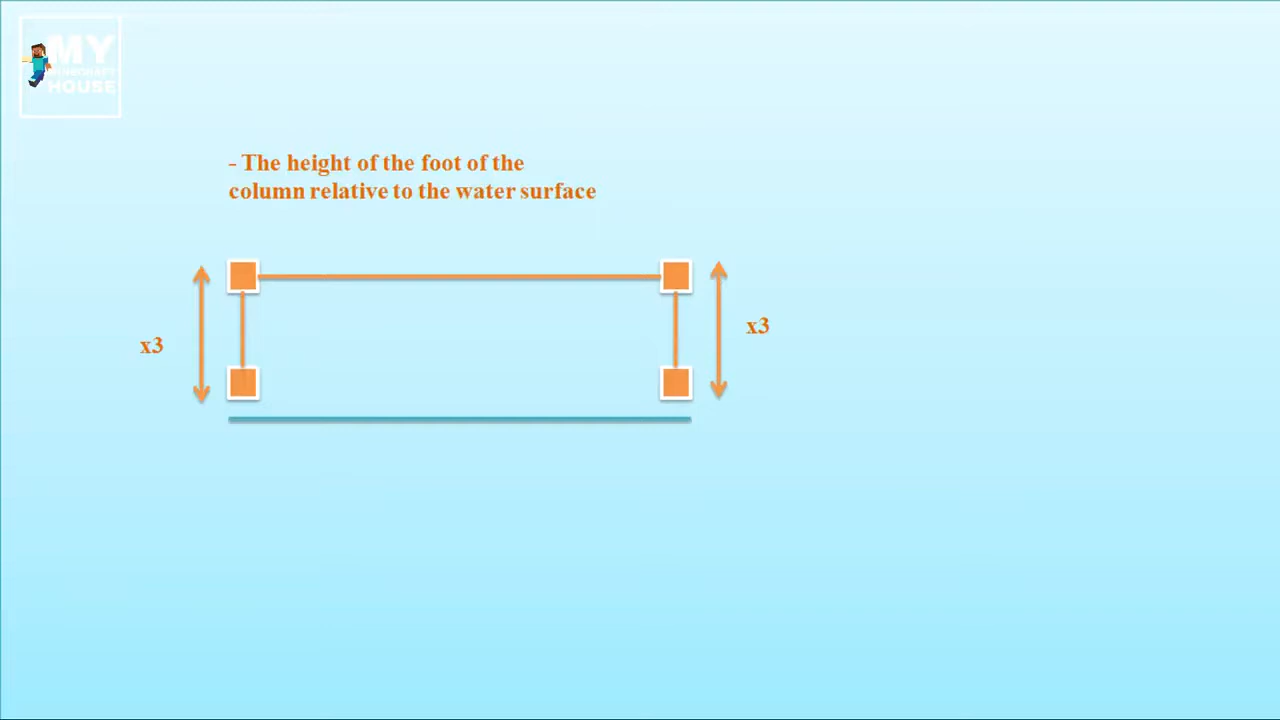 MY
HOUSE
- The height of the foot of the
column relative to the water surface
x3
x3